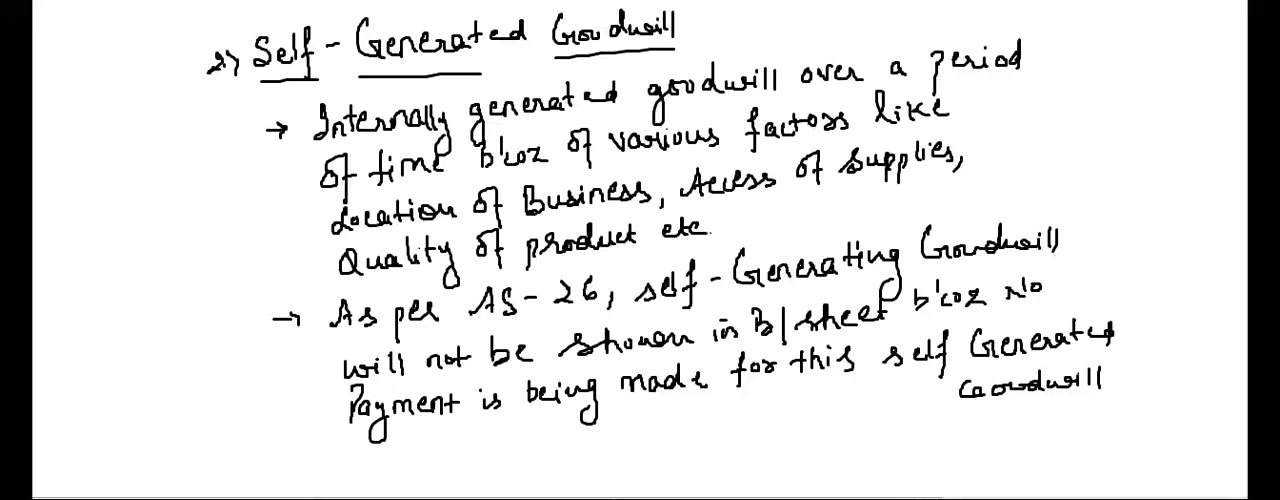 2) Self - Generated Goodwill
→ Internally generated goodwill over a period
of time b'coz of various factors like
Location of Business, Access of Supplies,
Quality of product etc.
→ As per AS-26, self-Generating Goodwill
will not be shown in B/sheet b'coz no
Payment is being made for this self Generated
Goodwill